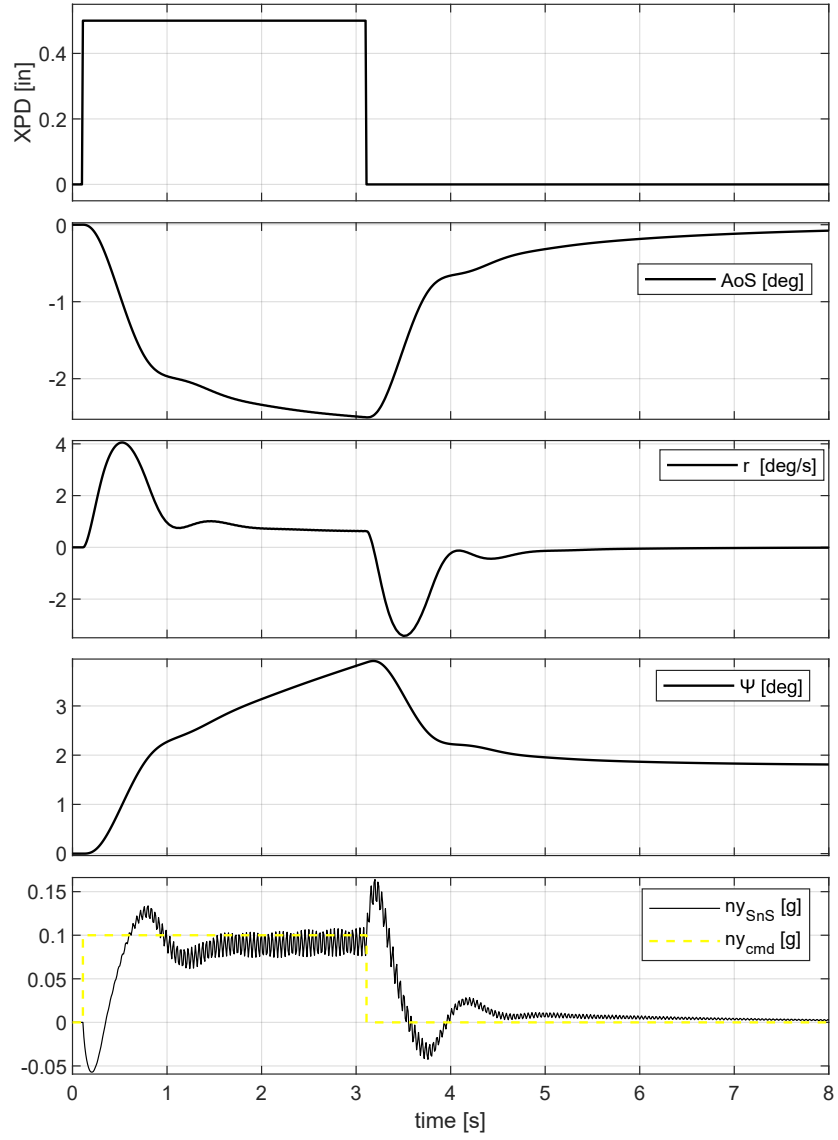 XPD [in]
0.4
0.2
0
0
-1
-2
AoS [deg]
4
2
0
-2
r [deg/s]
3
2
1
0
Ψ [deg]
0.15
0.1
0.05
0
-0.05
ny_SnS [g]
ny_cmd [g]
0 1 2 3 4 5 6 7 8
time [s]